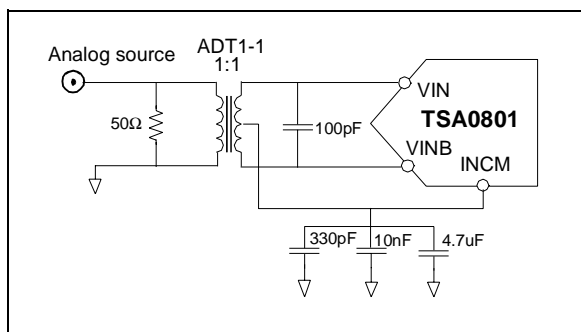 Analog source
ADT1-1
1:1
50Ω
100pF
VIN
TSA0801
VINB
INCM
330pF
10nF
4.7uF